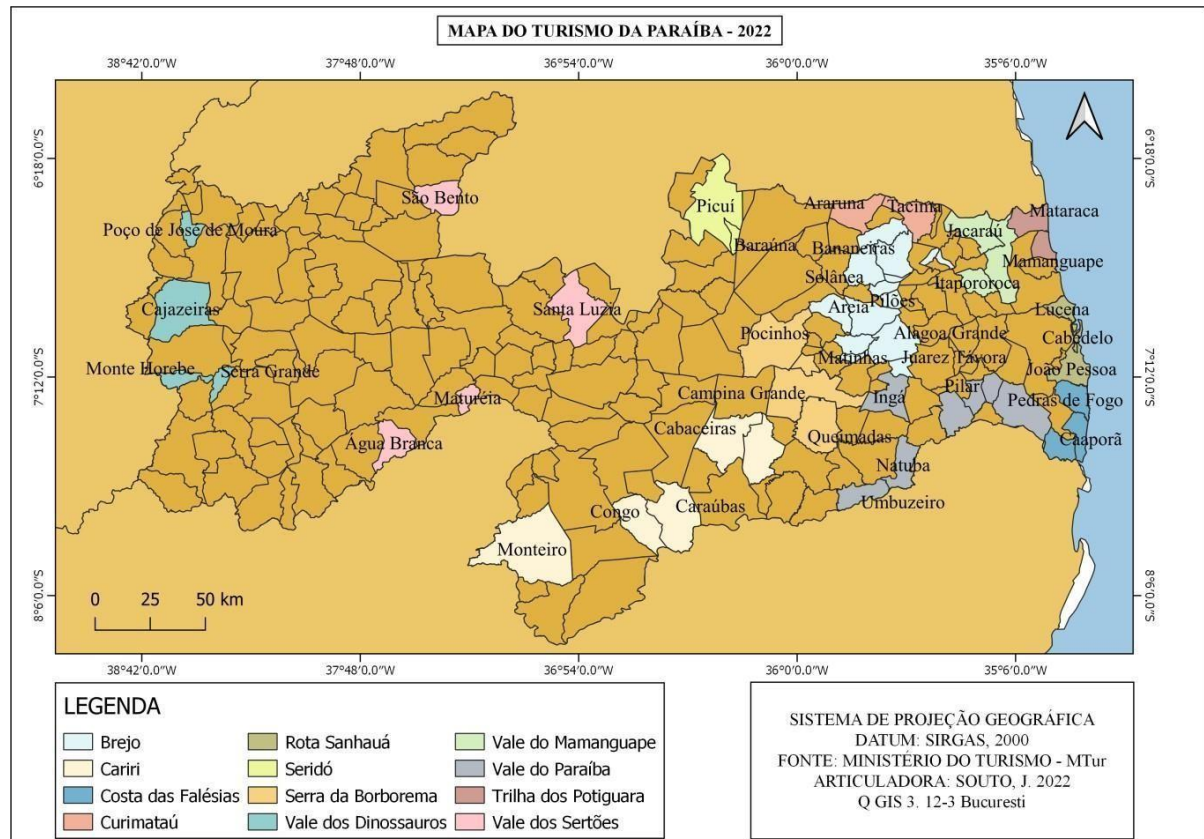 MAPA DO TURISMO DA PARAÍBA - 2022
38°42'0.0"W 37°48'0.0"W 36°54'0.0"W 36°0'0.0"W 35°6'0.0"W
6°18'0.0"S
6°18'0.0"S
São Bento
Picuí
Araruna
Tacima
Mataraca
Poço de José de Moura
Baraúna
Bananeiras
Jacaraú
Mamanguape
Solânea
Itapororoca
Cajazeiras
Santa Luzia
Areia
Pilões
Lucena
Pocinhos
Alagoa Grande
Cabedelo
Matinhas
Juarez Távora
Monte Horebe
Serra Grande
João Pessoa
7°12'0.0"S
7°12'0.0"S
Maturéia
Campina Grande
Ingá
Pilar
Pedras de Fogo
Cabaceiras
Queimadas
Caaporã
Água Branca
Natuba
Congo
Caraúbas
Umbuzeiro
Monteiro
8°6'0.0"S
8°6'0.0"S
0 25 50 km
38°42'0.0"W 37°48'0.0"W 36°54'0.0"W 36°0'0.0"W 35°6'0.0"W
LEGENDA
Brejo
Cariri
Costa das Falésias
Curimataú
Rota Sanhauá
Seridó
Serra da Borborema
Vale dos Dinossauros
Vale do Mamanguape
Vale do Paraíba
Trilha dos Potiguara
Vale dos Sertões
SISTEMA DE PROJEÇÃO GEOGRÁFICA
DATUM: SIRGAS, 2000
FONTE: MINISTÉRIO DO TURISMO - MTur
ARTICULADORA: SOUTO, J. 2022
Q GIS 3. 12-3 Bucuresti